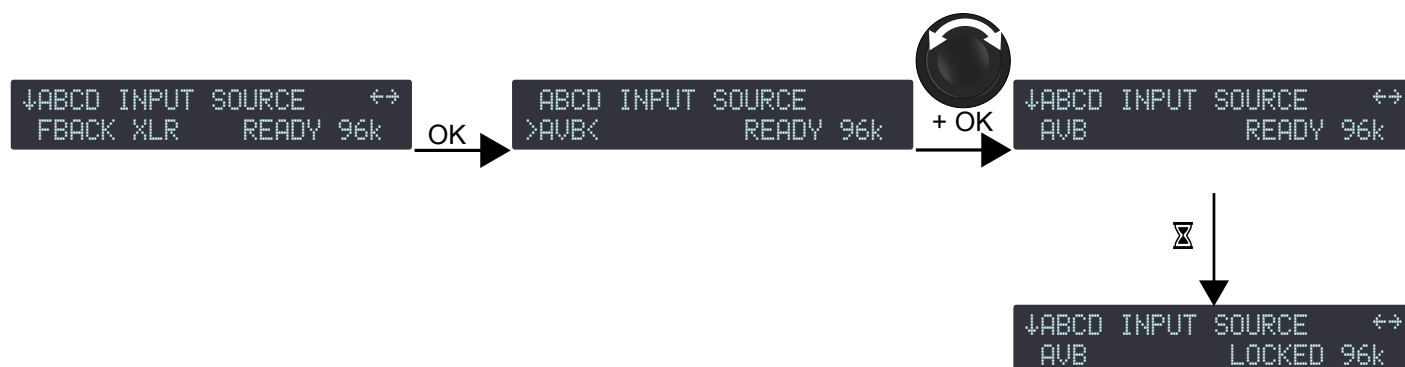 ↓ABCD INPUT SOURCE ↔
FBACK XLR READY 96k
OK
ABCD INPUT SOURCE
>AVB< READY 96k
+ OK
↓ABCD INPUT SOURCE ↔
AVB READY 96k
↓ABCD INPUT SOURCE ↔
AVB LOCKED 96k